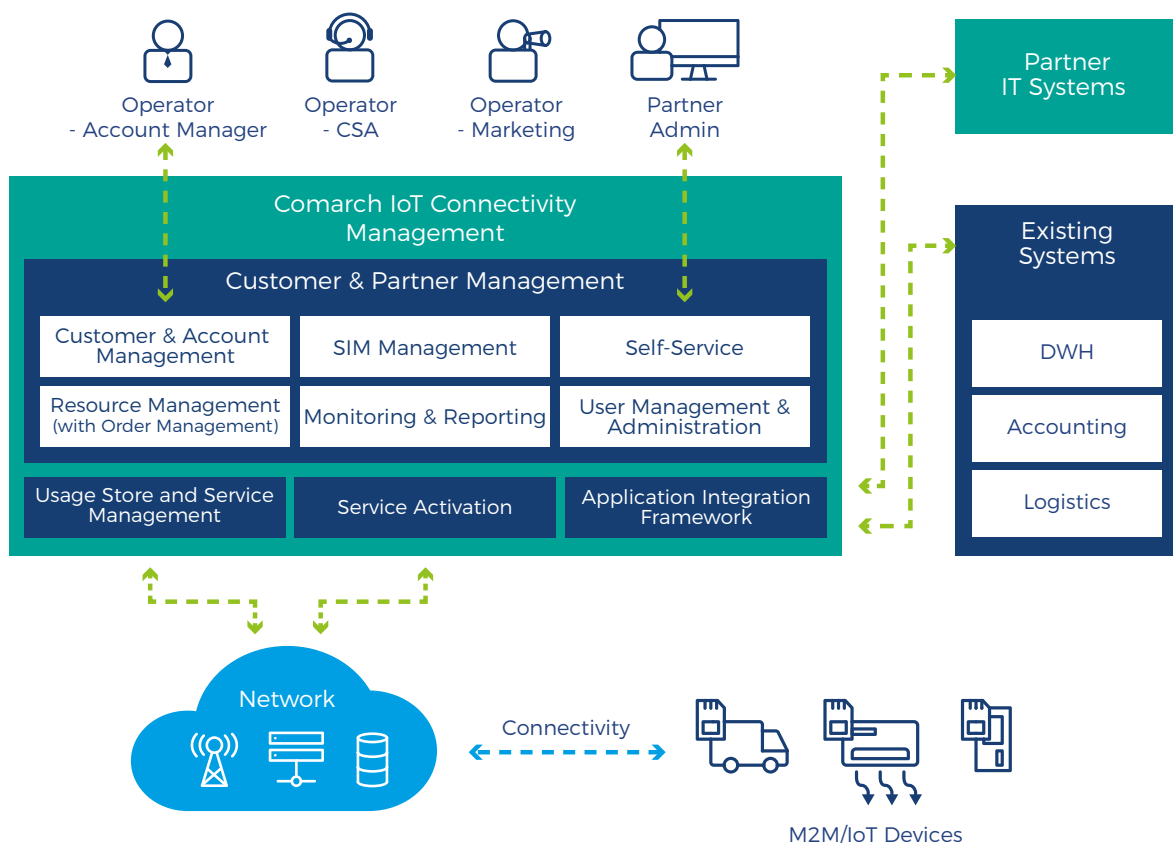 Operator
- Account Manager
Operator
- CSA
Operator
- Marketing
Partner
Admin
Partner
IT Systems
Comarch IoT Connectivity
Management
Customer & Partner Management
Customer & Account
Management
SIM Management
Self-Service
Resource Management
(with Order Management)
Monitoring & Reporting
User Management &
Administration
Usage Store and Service
Management
Service Activation
Application Integration
Framework
Existing
Systems
DWH
Accounting
Logistics
Network
Connectivity
M2M/IoT Devices